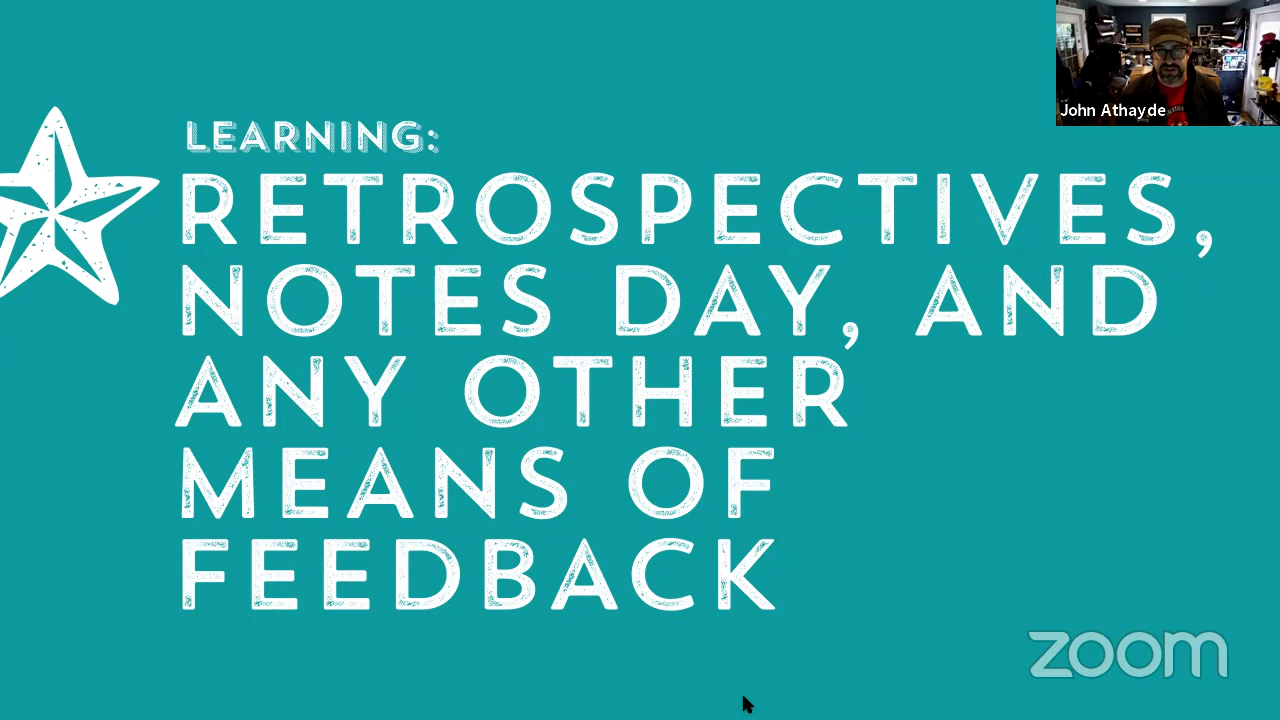 LEARNING:
RETROSPECTIVES,
NOTES DAY, AND
ANY OTHER
MEANS OF
FEEDBACK
John Athayde
zoom